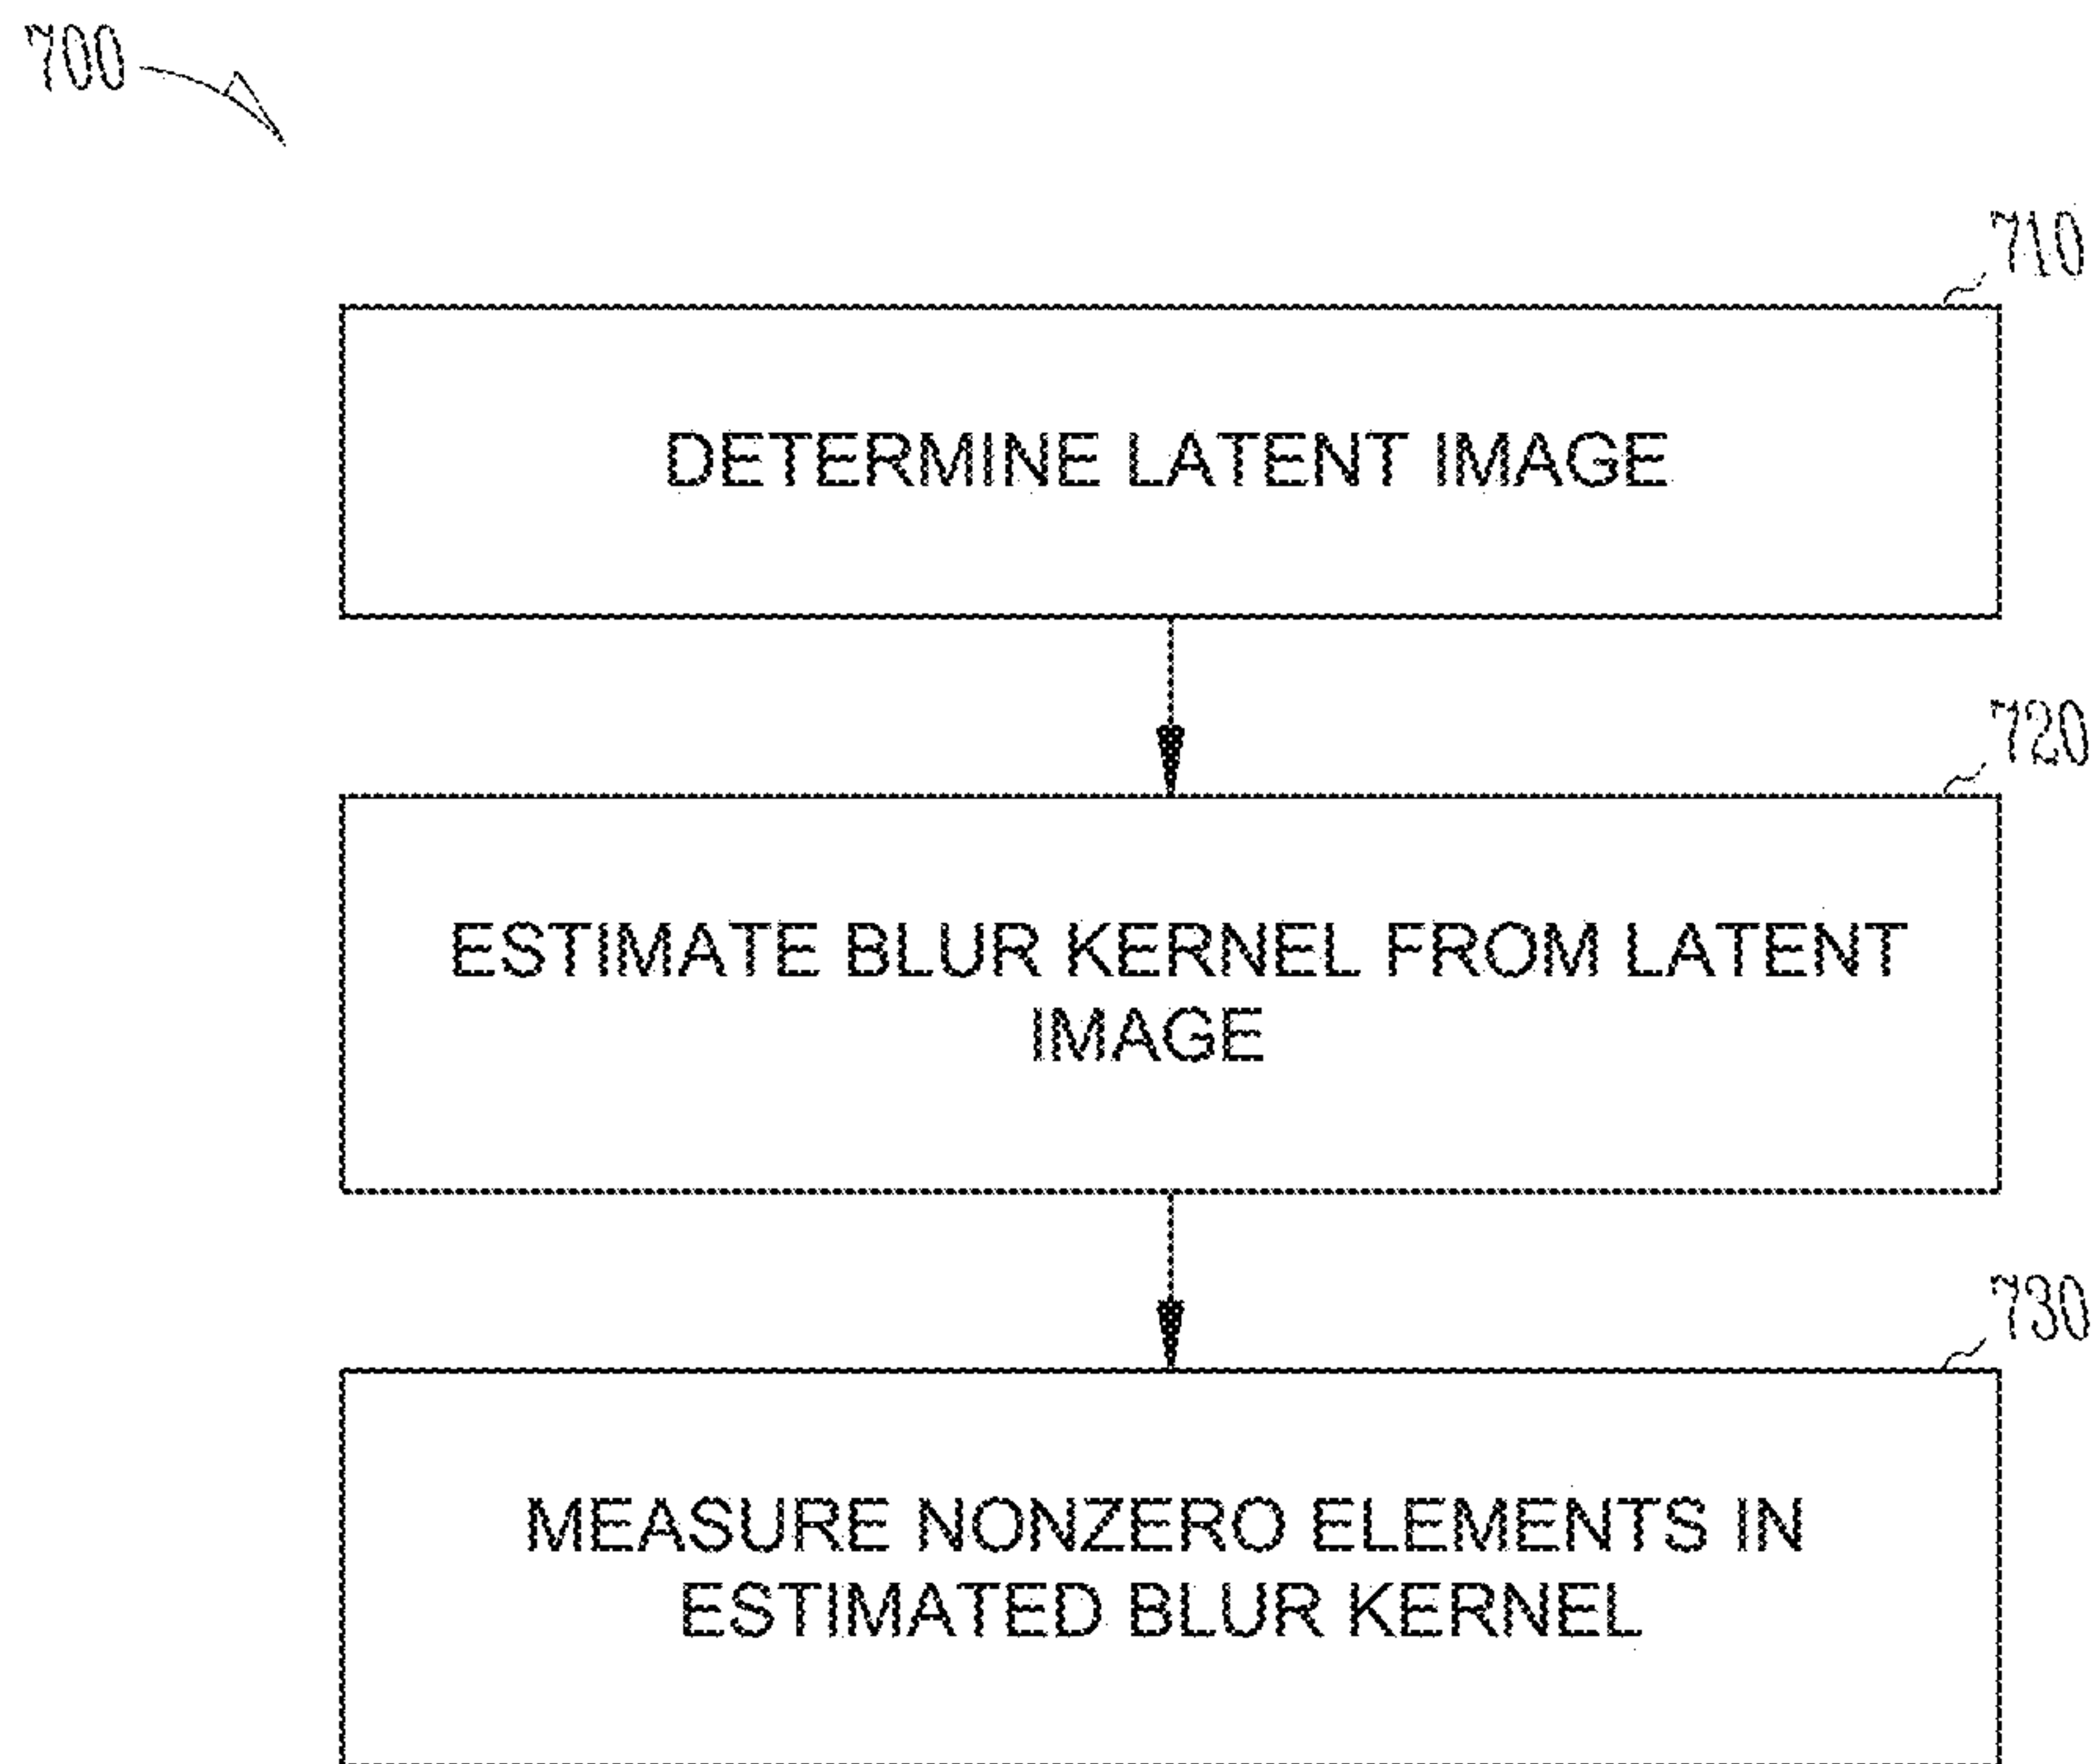 700
710
DETERMINE LATENT IMAGE
720
ESTIMATE BLUR KERNEL FROM LATENT
IMAGE
730
MEASURE NONZERO ELEMENTS IN
ESTIMATED BLUR KERNEL